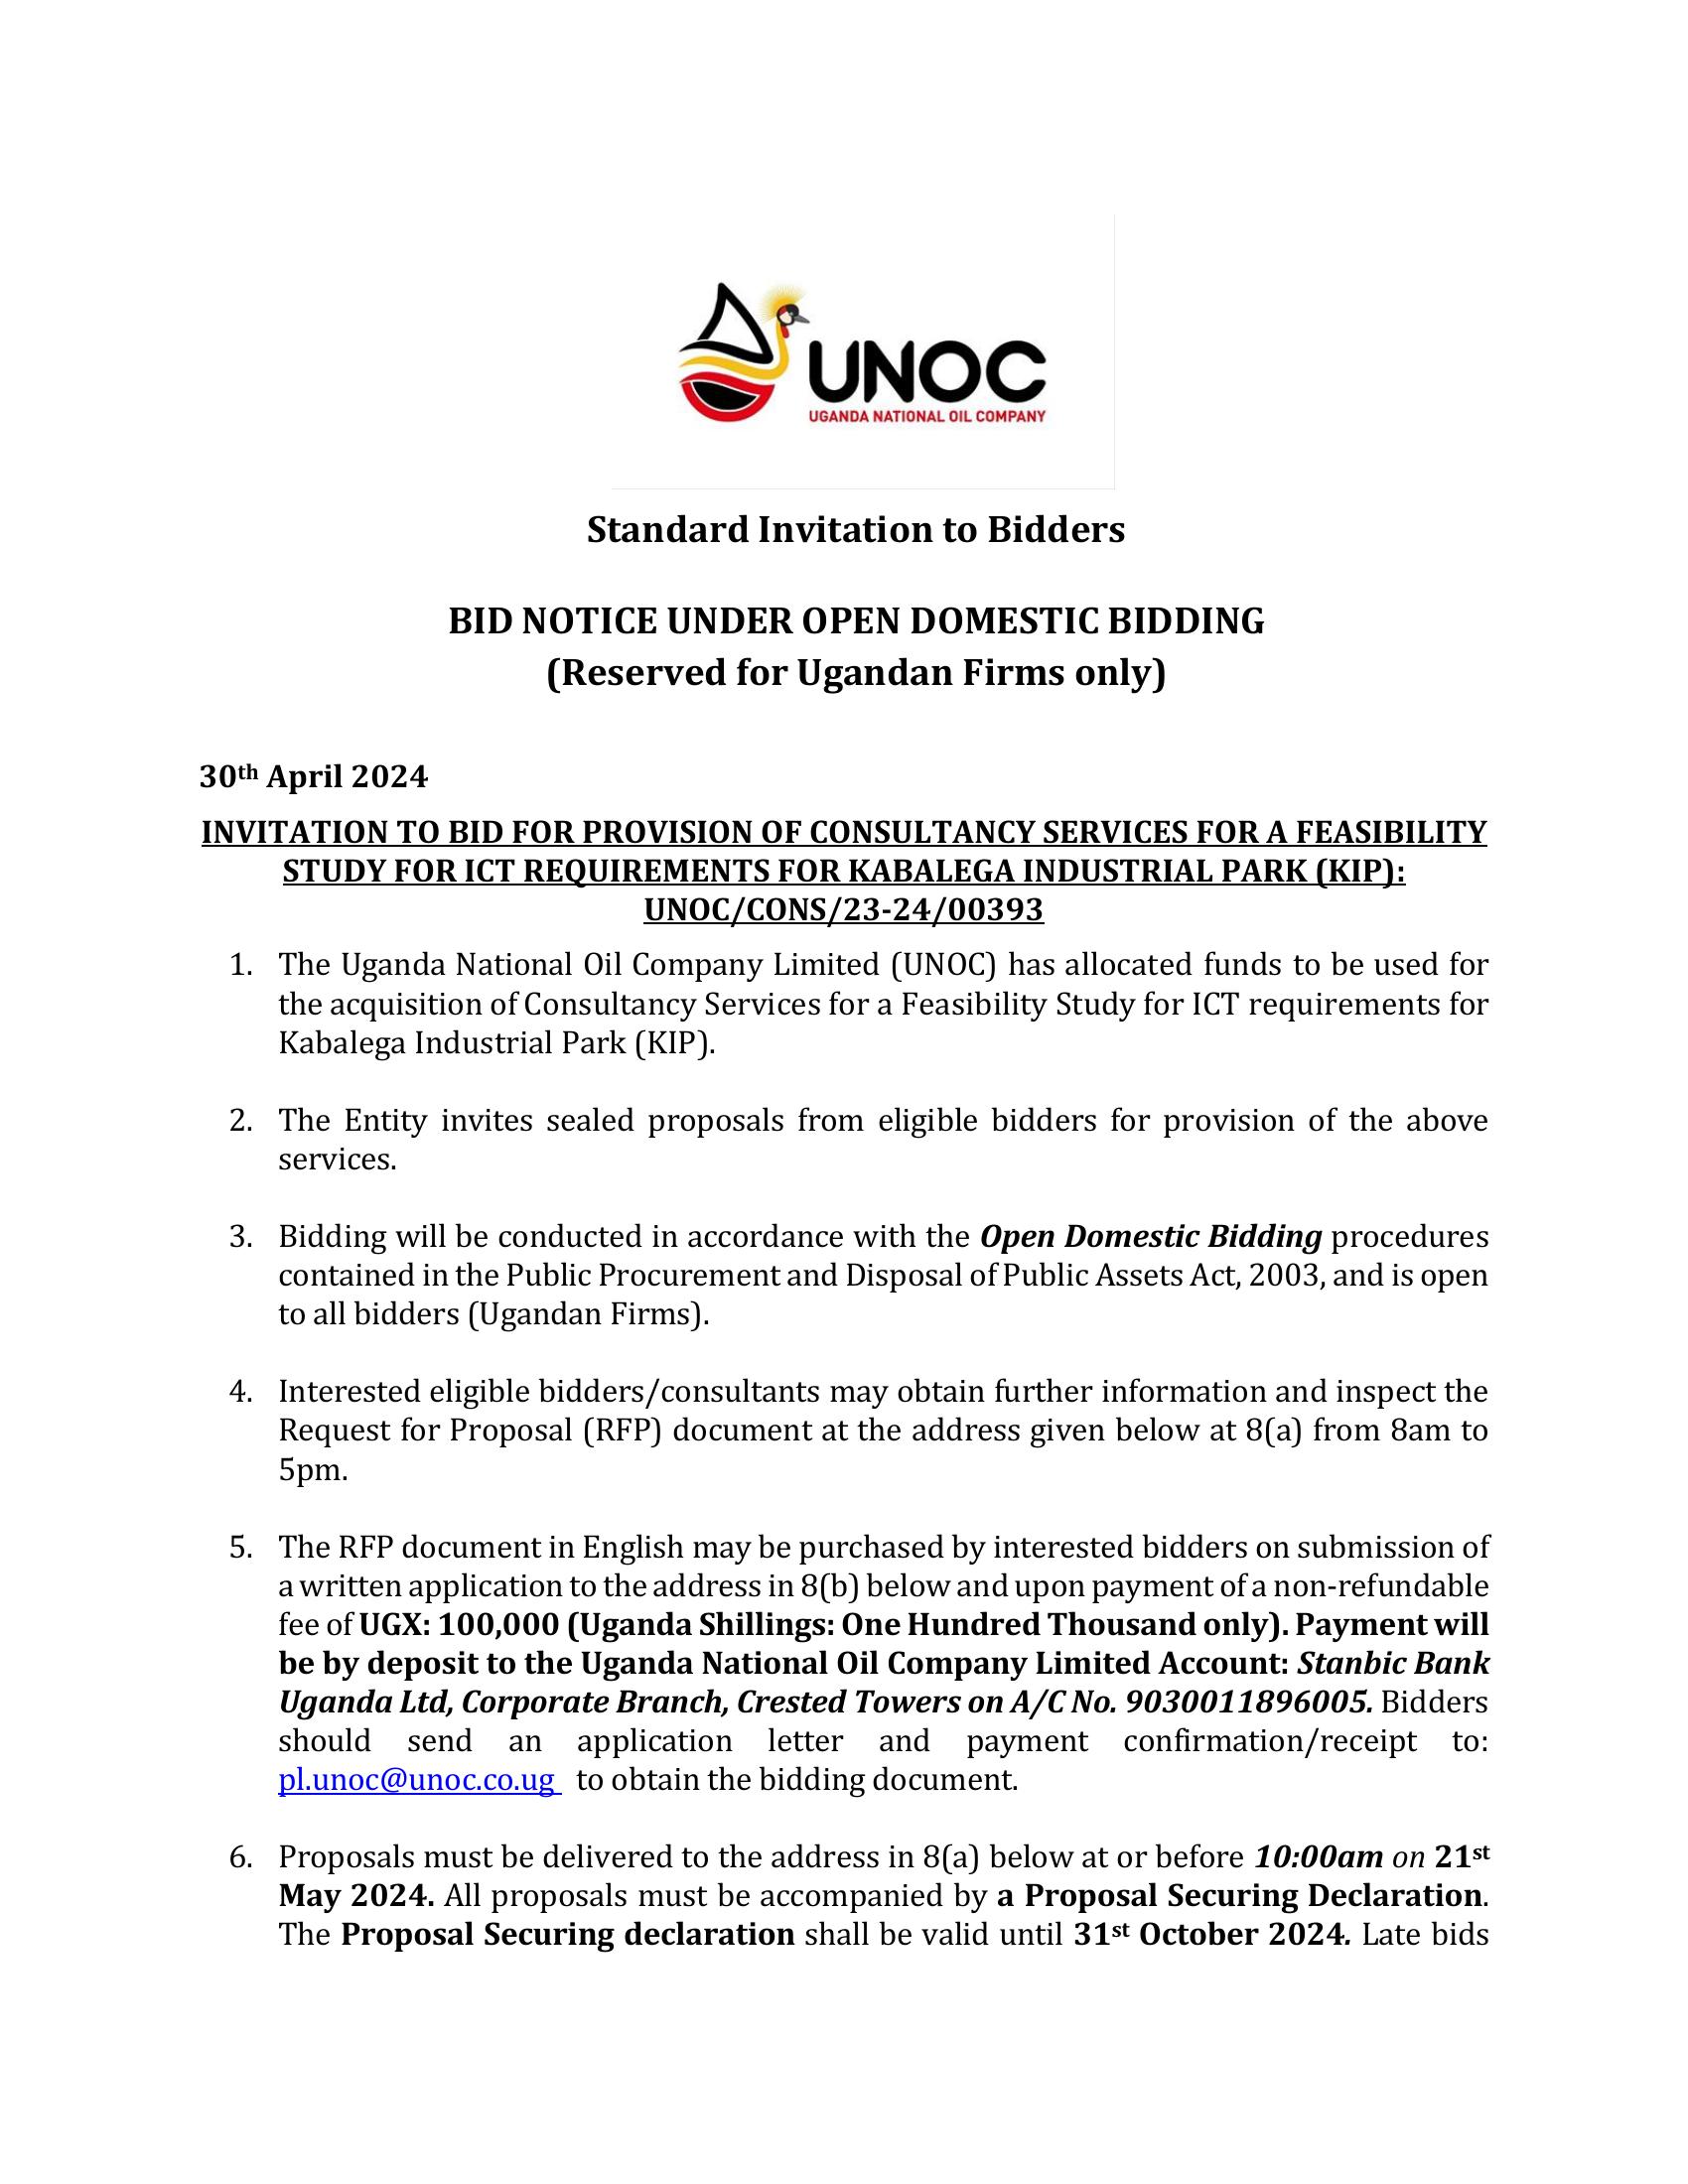 UNOC
UGANDA NATIONAL OIL COMPANY
Standard Invitation to Bidders
BID NOTICE UNDER OPEN DOMESTIC BIDDING
(Reserved for Ugandan Firms only)
30th April 2024
INVITATION TO BID FOR PROVISION OF CONSULTANCY SERVICES FOR A FEASIBILITY
STUDY FOR ICT REQUIREMENTS FOR KABALEGA INDUSTRIAL PARK (KIP):
UNOC/CONS/23-24/00393
1. The Uganda National Oil Company Limited (UNOC) has allocated funds to be used for
the acquisition of Consultancy Services for a Feasibility Study for ICT requirements for
Kabalega Industrial Park (KIP).
2. The Entity invites sealed proposals from eligible bidders for provision of the above
services.
3. Bidding will be conducted in accordance with the Open Domestic Bidding procedures
contained in the Public Procurement and Disposal of Public Assets Act, 2003, and is open
to all bidders (Ugandan Firms).
4. Interested eligible bidders/consultants may obtain further information and inspect the
Request for Proposal (RFP) document at the address given below at 8(a) from 8am to
5pm.
5. The RFP document in English may be purchased by interested bidders on submission of
a written application to the address in 8(b) below and upon payment of a non-refundable
fee of UGX: 100,000 (Uganda Shillings: One Hundred Thousand only). Payment will
be by deposit to the Uganda National Oil Company Limited Account: Stanbic Bank
Uganda Ltd, Corporate Branch, Crested Towers on A/C No. 9030011896005. Bidders
should send an application letter and payment confirmation/receipt to:
pl.unoc@unoc.co.ug to obtain the bidding document.
6. Proposals must be delivered to the address in 8(a) below at or before 10:00am on 21st
May 2024. All proposals must be accompanied by a Proposal Securing Declaration.
The Proposal Securing declaration shall be valid until 31st October 2024. Late bids